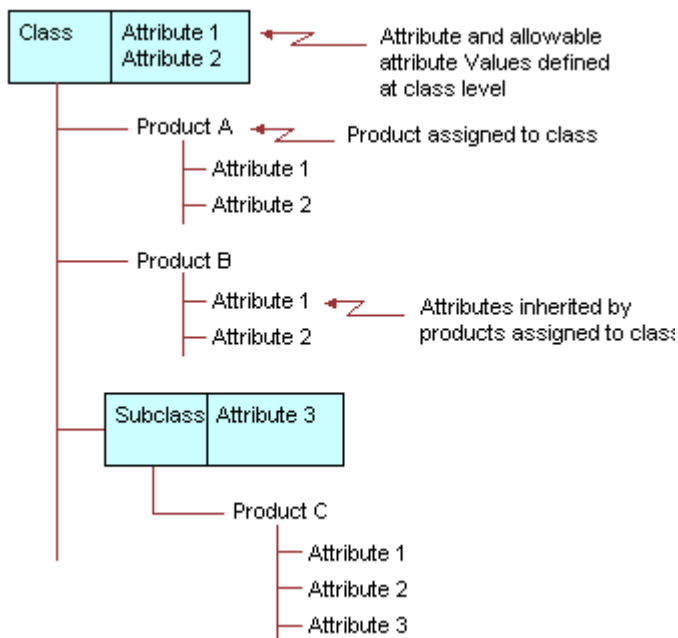 Class
Attribute 1
Attribute 2
Attribute and allowable
attribute Values defined
at class level
Product A
Product assigned to class
Attribute 1
Attribute 2
Product B
Attribute 1
Attribute 2
Attributes inherited by
products assigned to class
Subclass
Attribute 3
Product C
Attribute 1
Attribute 2
Attribute 3